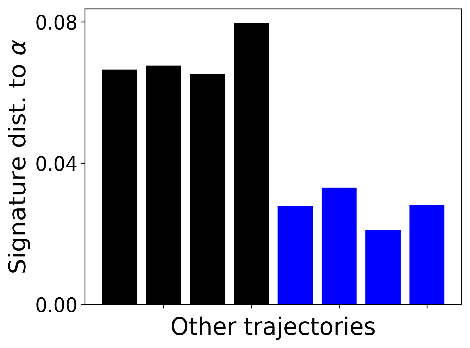 Signature dist. to α
0.08
0.04
0.00
Other trajectories